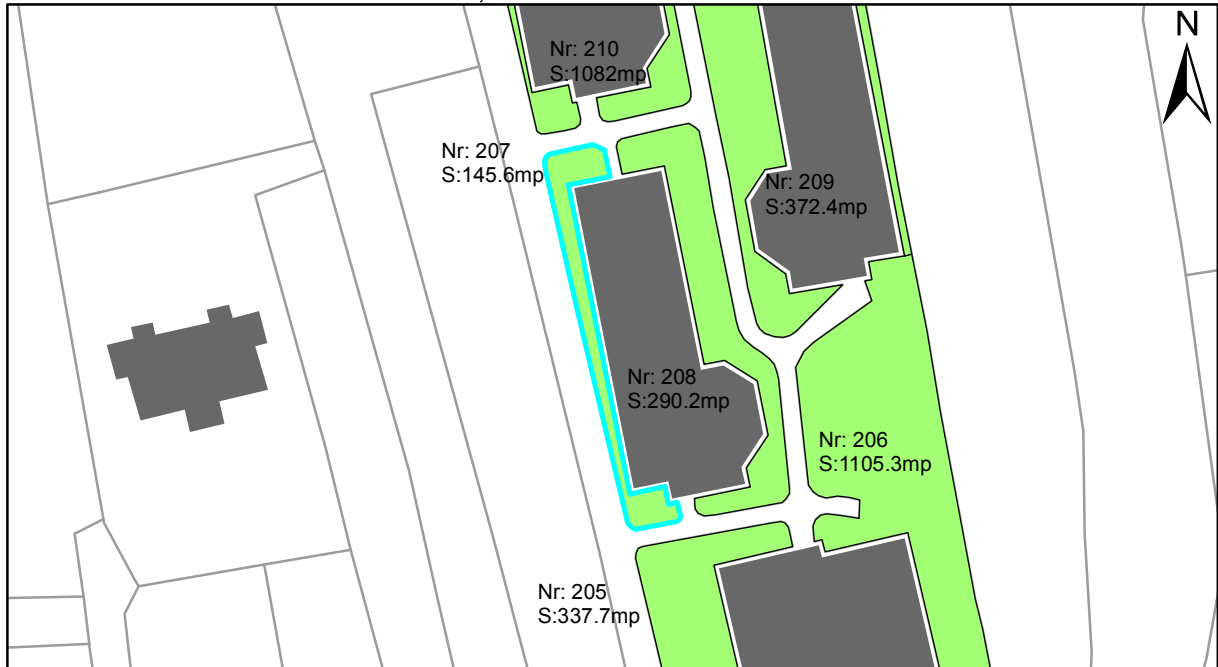 N
Nr: 210
S:1082mp
Nr: 207
S:145.6mp
Nr: 209
S:372.4mp
Nr: 208
S:290.2mp
Nr: 206
S:1105.3mp
Nr: 205
S:337.7mp